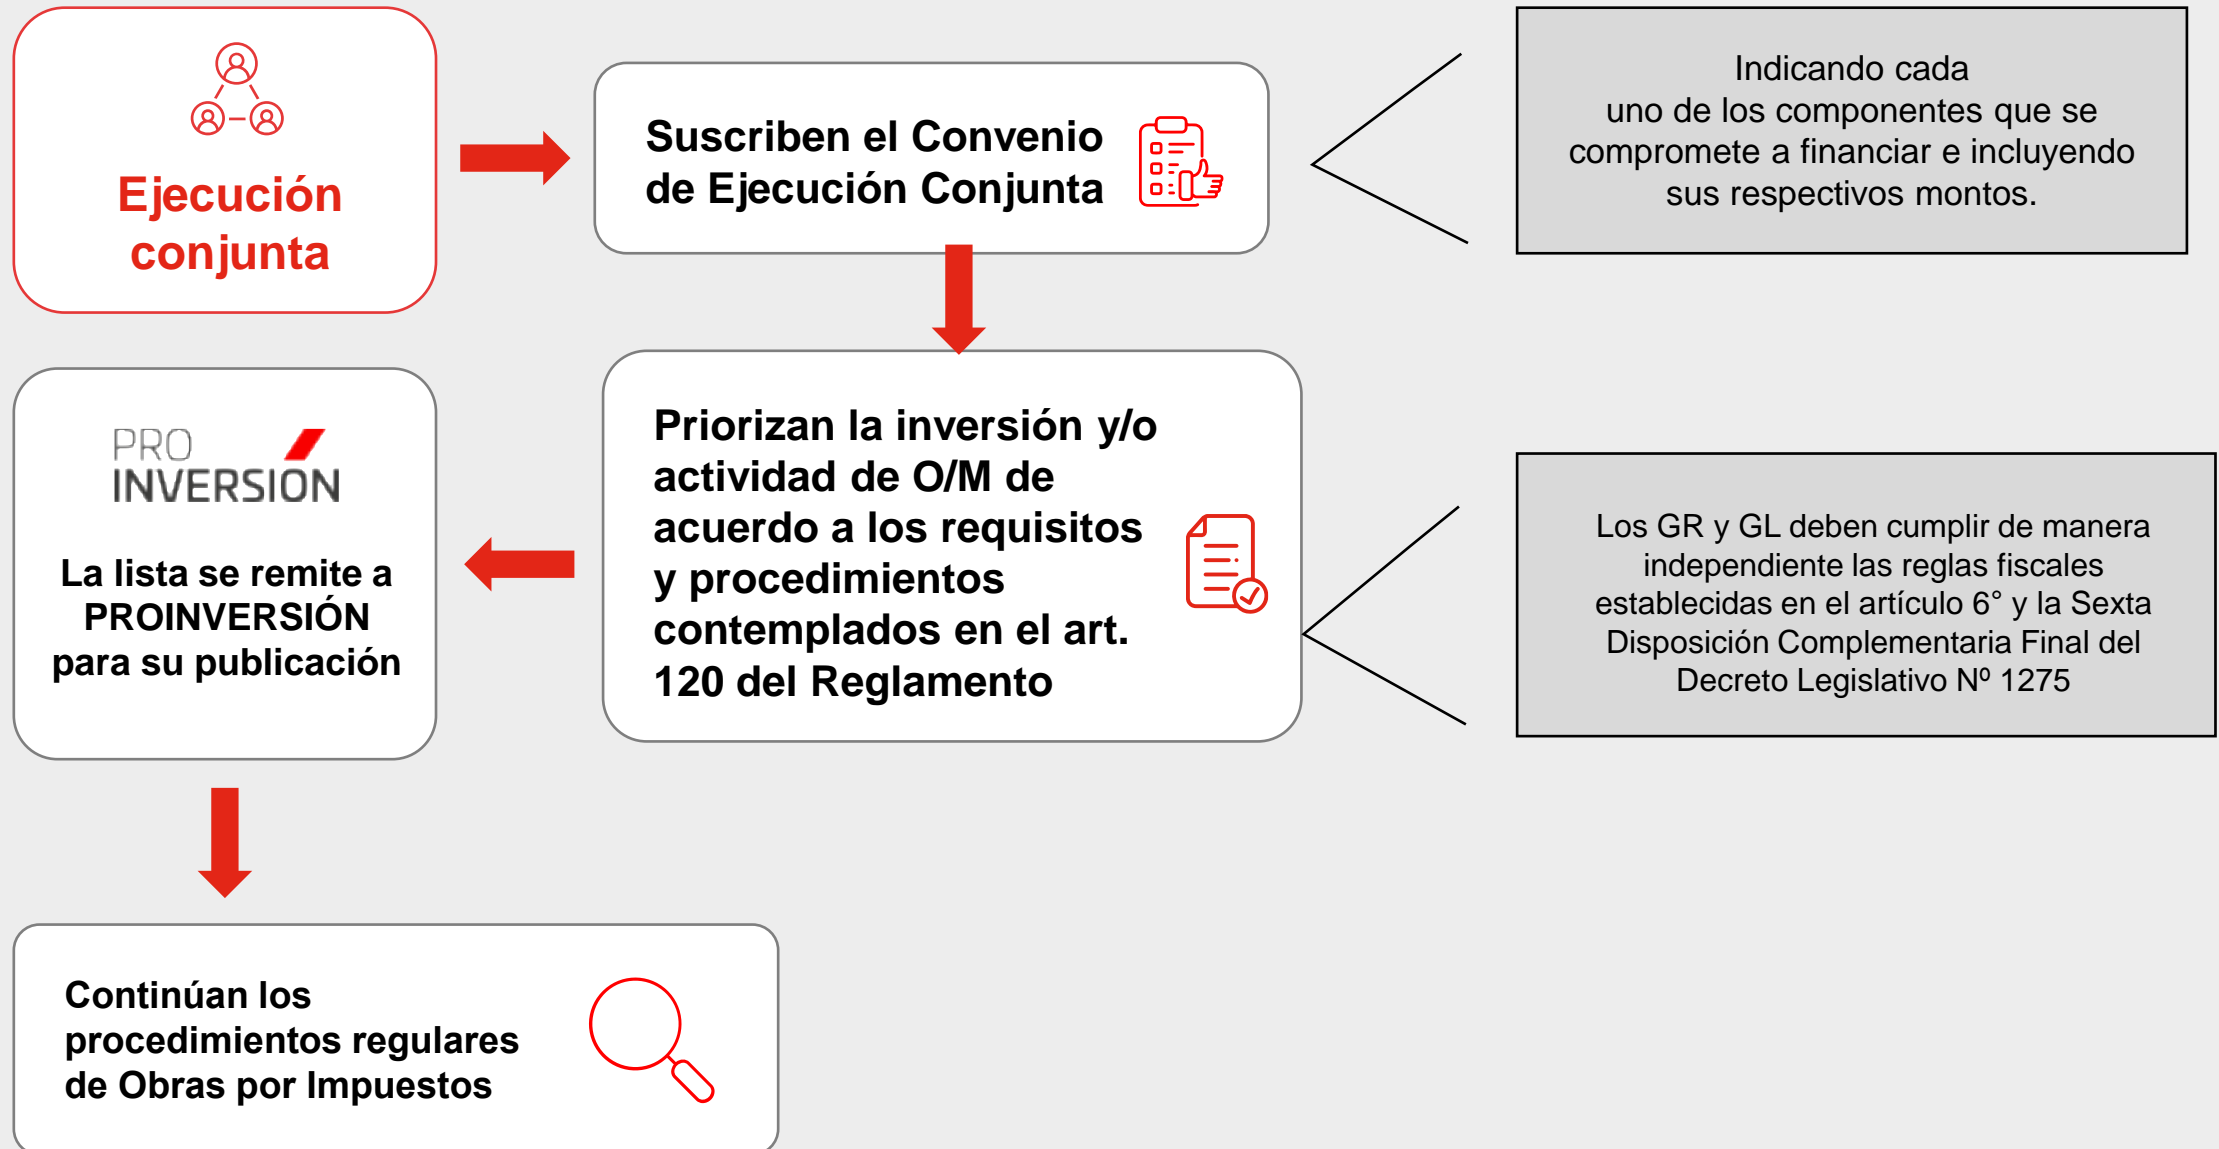 Ejecución
conjunta
Suscriben el Convenio
de Ejecución Conjunta
Indicando cada
uno de los componentes que se
compromete a financiar e incluyendo
sus respectivos montos.
Priorizan la inversión y/o
actividad de O/M de
acuerdo a los requisitos
y procedimientos
contemplados en el art.
120 del Reglamento
Los GR y GL deben cumplir de manera
independiente las reglas fiscales
establecidas en el artículo 6° y la Sexta
Disposición Complementaria Final del
Decreto Legislativo Nº 1275
PRO
INVERSIÓN
La lista se remite a
PROINVERSIÓN
para su publicación
Continúan los
procedimientos regulares
de Obras por Impuestos